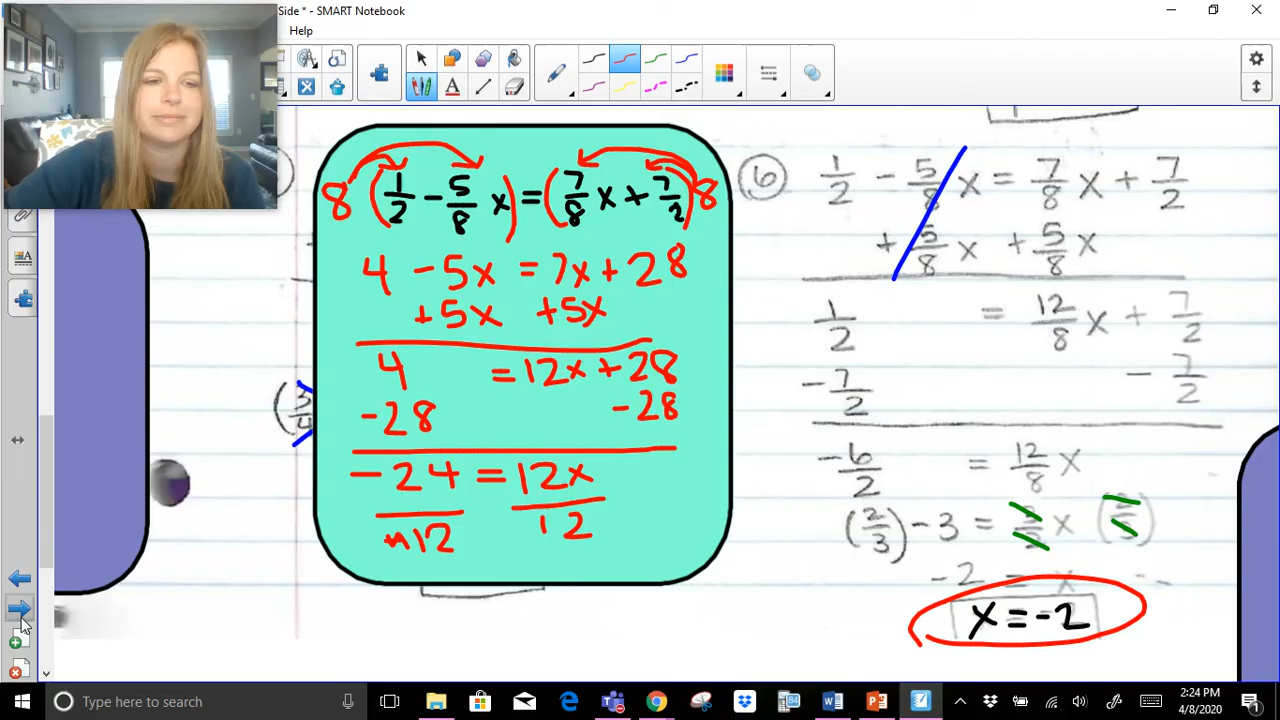 Side * - SMART Notebook
Help
8 (1/2 - 5/8 x) = (7/8 x + 7/2) 8
4 - 5x = 7x + 28
+5x +5x
4 = 12x + 28
-28 -28
-24 = 12x
12 12
6 1/2 - 5/8 x = 7/8 x + 7/2
+ 5/8 x + 5/8 x
1/2 = 12/8 x + 7/2
- 7/2 - 7/2
- 6/2 = 12/8 x
(2/3) - 3 = 3/2 x (2/3)
-2 = x
x = -2
Type here to search
2:24 PM
4/8/2020